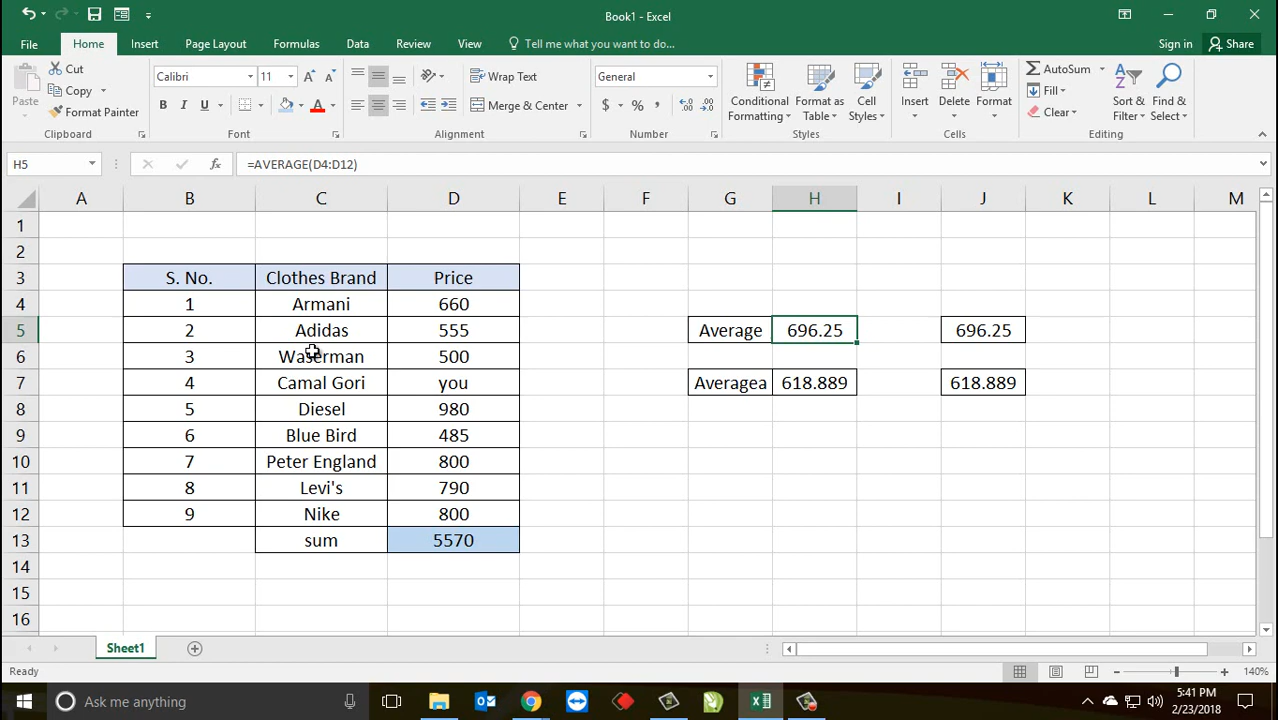 Book1 - Excel
File Home Insert Page Layout Formulas Data Review View Tell me what you want to do... Sign in Share
Paste Cut Copy Format Painter Clipboard
Calibri 11 A A B I U A Font
Wrap Text Merge & Center Alignment
General $ % , Number
Conditional Formatting Format as Table Cell Styles Styles
Insert Delete Format Cells
AutoSum Fill Clear Sort & Filter Find & Select Editing
H5 fx =AVERAGE(D4:D12)
A B C D E F G H I J K L M
1
2
3 S. No. Clothes Brand Price
4 1 Armani 660
5 2 Adidas 555 Average 696.25 696.25
6 3 Waserman 500
7 4 Camal Gori you Averagea 618.889 618.889
8 5 Diesel 980
9 6 Blue Bird 485
10 7 Peter England 800
11 8 Levi's 790
12 9 Nike 800
13 sum 5570
14
15
16
Sheet1
Ready 140%
Ask me anything 5:41 PM
2/23/2018